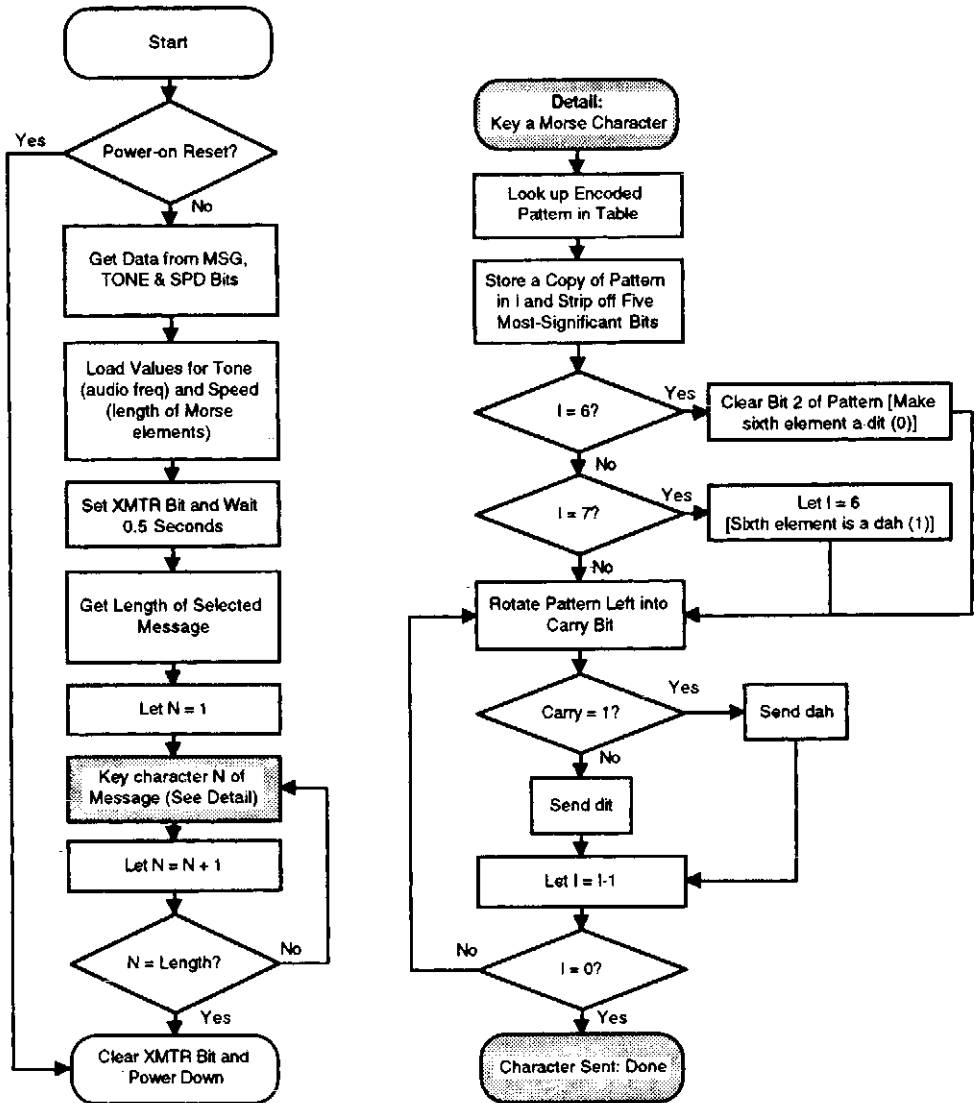 Start
Yes
Power-on Reset?
No
Get Data from MSG,
TONE & SPD Bits
Load Values for Tone
(audio freq) and Speed
(length of Morse
elements)
Set XMTR Bit and Wait
0.5 Seconds
Get Length of Selected
Message
Let N = 1
Key character N of
Message (See Detail)
Let N = N + 1
N = Length?
No
Yes
Clear XMTR Bit and
Power Down
Detail:
Key a Morse Character
Look up Encoded
Pattern in Table
Store a Copy of Pattern
in I and Strip off Five
Most-Significant Bits
I = 6?
Yes
Clear Bit 2 of Pattern [Make
sixth element a dit (0)]
No
I = 7?
Yes
Let I = 6
[Sixth element is a dah (1)]
No
Rotate Pattern Left into
Carry Bit
Carry = 1?
Yes
Send dah
No
Send dit
Let I = I-1
No
I = 0?
Yes
Character Sent: Done